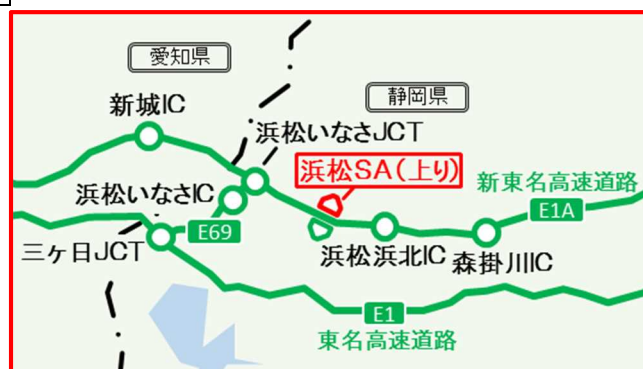 愛知県
静岡県
新城IC
浜松いなさJCT
浜松SA(上り)
新東名高速道路
E1A
浜松いなさIC
E69
三ヶ日JCT
浜松浜北IC
森掛川IC
E1
東名高速道路